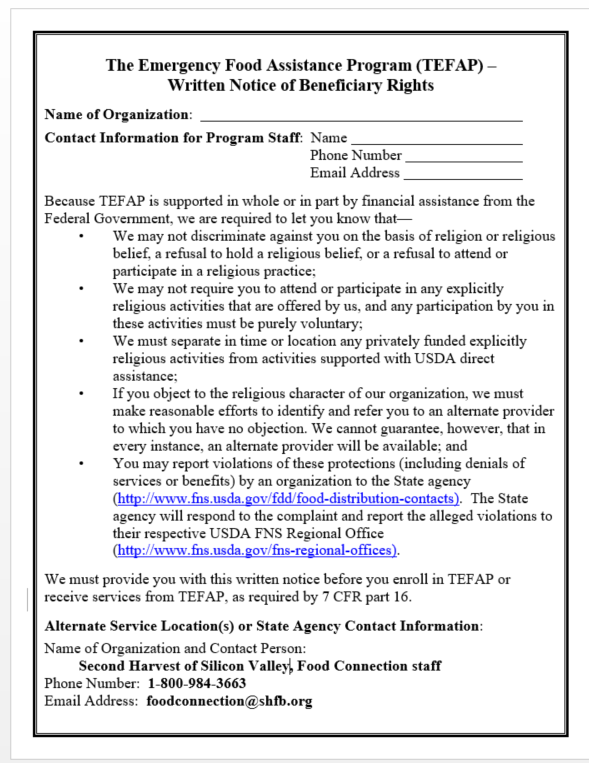 The Emergency Food Assistance Program (TEFAP) –
Written Notice of Beneficiary Rights
Name of Organization: ____________________________________________
Contact Information for Program Staff: Name ________________________
Phone Number ________________
Email Address ________________
Because TEFAP is supported in whole or in part by financial assistance from the
Federal Government, we are required to let you know that—
• We may not discriminate against you on the basis of religion or religious
belief, a refusal to hold a religious belief, or a refusal to attend or
participate in a religious practice;
• We may not require you to attend or participate in any explicitly
religious activities that are offered by us, and any participation by you in
these activities must be purely voluntary;
• We must separate in time or location any privately funded explicitly
religious activities from activities supported with USDA direct
assistance;
• If you object to the religious character of our organization, we must
make reasonable efforts to identify and refer you to an alternate provider
to which you have no objection. We cannot guarantee, however, that in
every instance, an alternate provider will be available; and
• You may report violations of these protections (including denials of
services or benefits) by an organization to the State agency
(http://www.fns.usda.gov/fdd/food-distribution-contacts). The State
agency will respond to the complaint and report the alleged violations to
their respective USDA FNS Regional Office
(http://www.fns.usda.gov/fns-regional-offices).
We must provide you with this written notice before you enroll in TEFAP or
receive services from TEFAP, as required by 7 CFR part 16.
Alternate Service Location(s) or State Agency Contact Information:
Name of Organization and Contact Person:
Second Harvest of Silicon Valley, Food Connection staff
Phone Number: 1-800-984-3663
Email Address: foodconnection@shfb.org